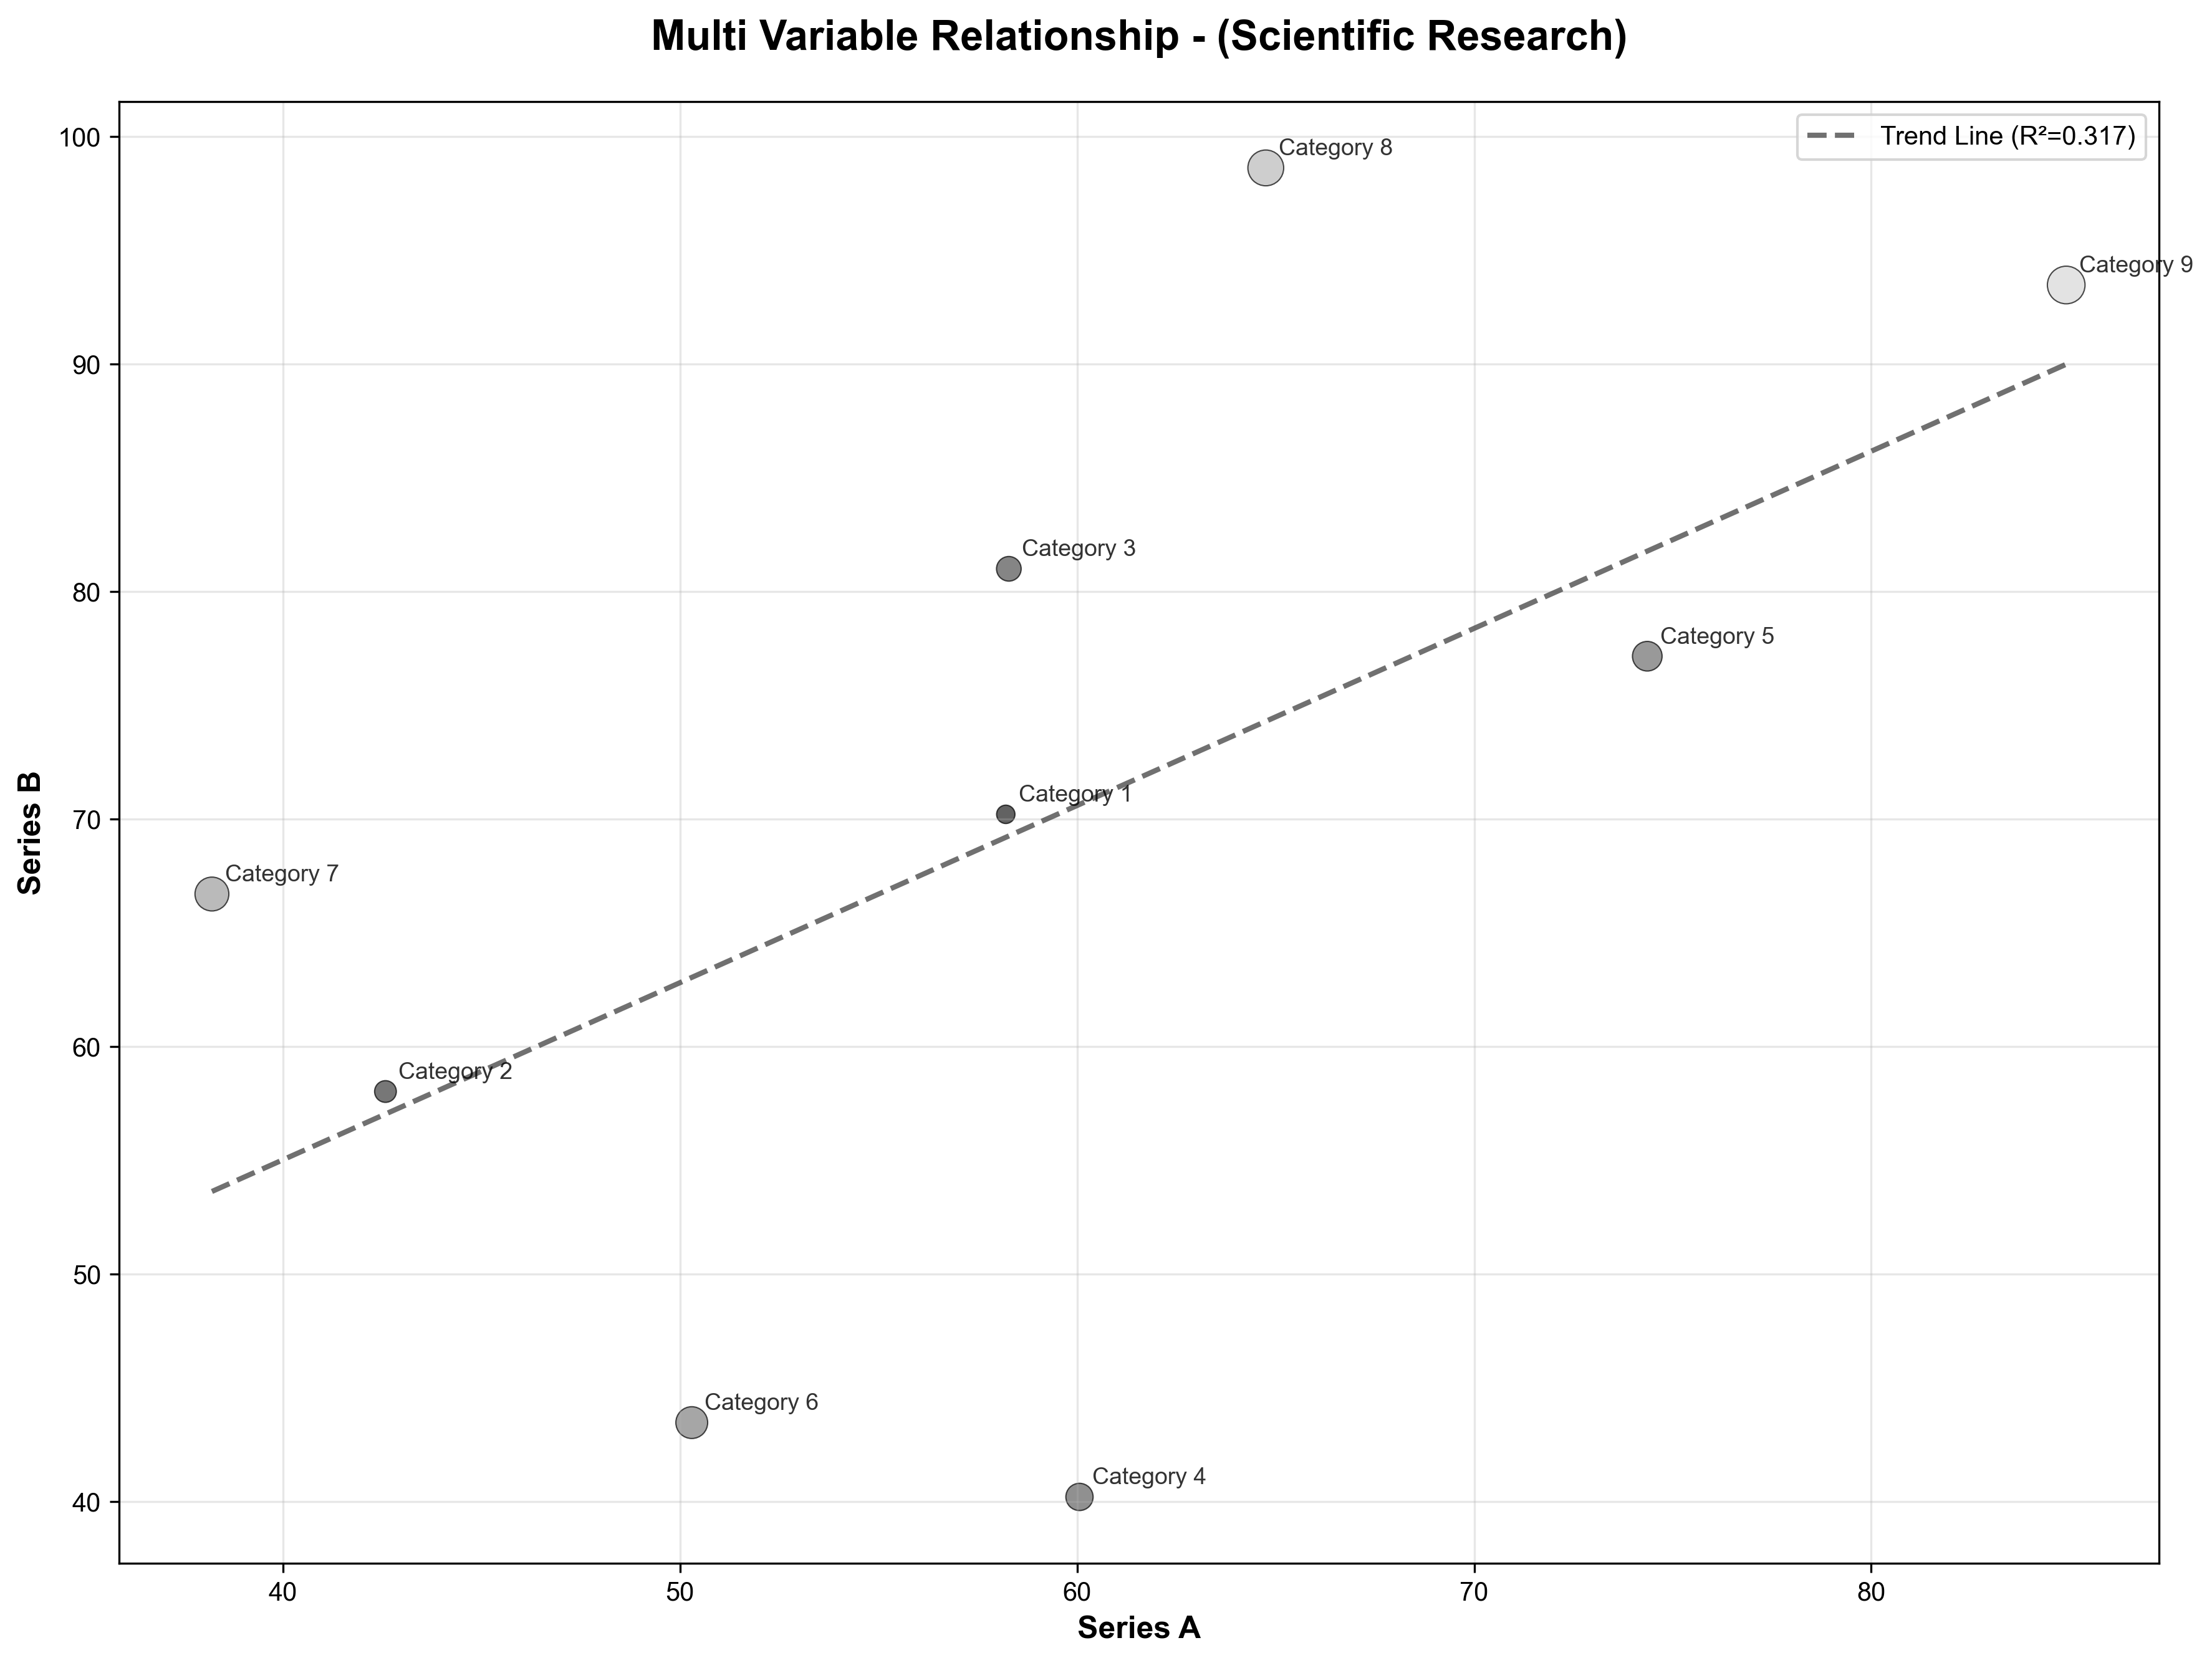 Multi Variable Relationship - (Scientific Research)
Trend Line (R²=0.317)
100
90
80
70
60
50
40
Series B
Category 8
Category 9
Category 3
Category 5
Category 1
Category 7
Category 2
Category 6
Category 4
40
50
60
70
80
Series A